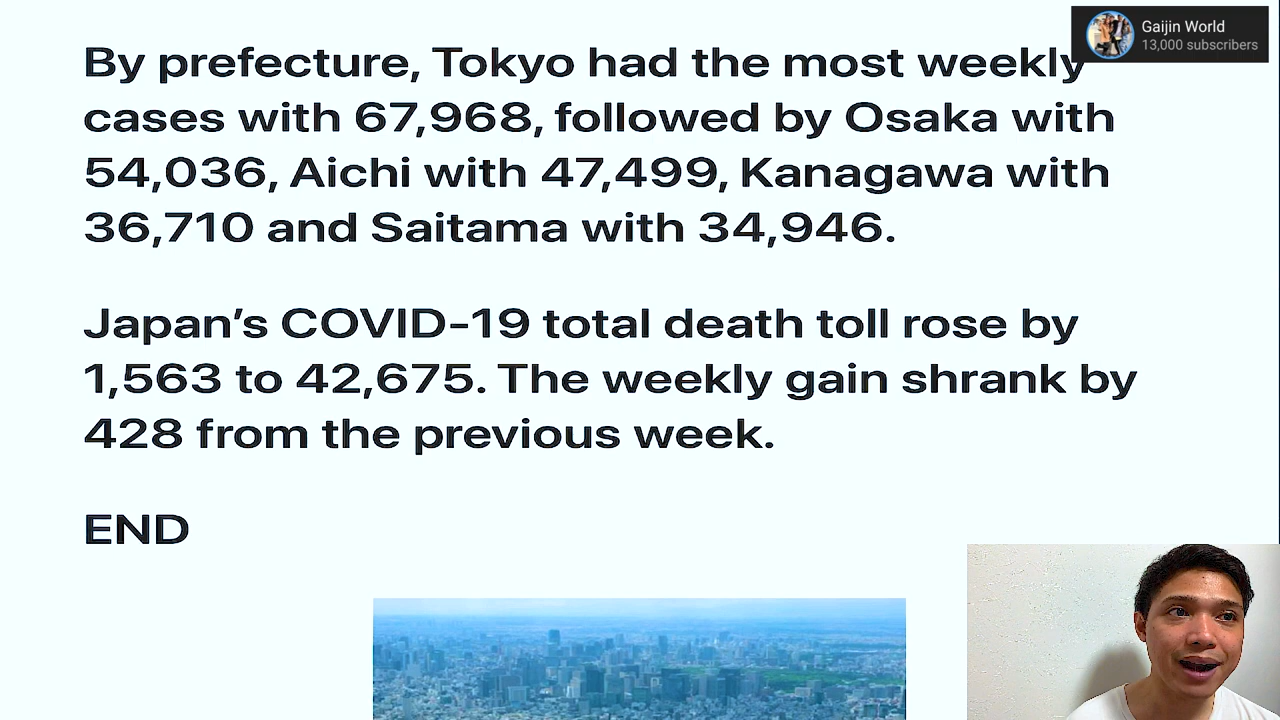 Gaijin World
13,000 subscribers
By prefecture, Tokyo had the most weekly
cases with 67,968, followed by Osaka with
54,036, Aichi with 47,499, Kanagawa with
36,710 and Saitama with 34,946.
Japan’s COVID-19 total death toll rose by
1,563 to 42,675. The weekly gain shrank by
428 from the previous week.
END